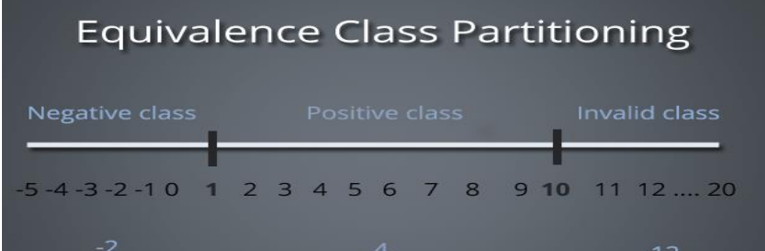 Equivalence Class Partitioning
Negative class Positive class Invalid class
-5 -4 -3 -2 -1 0 1 2 3 4 5 6 7 8 9 10 11 12 .... 20
-2 4 12